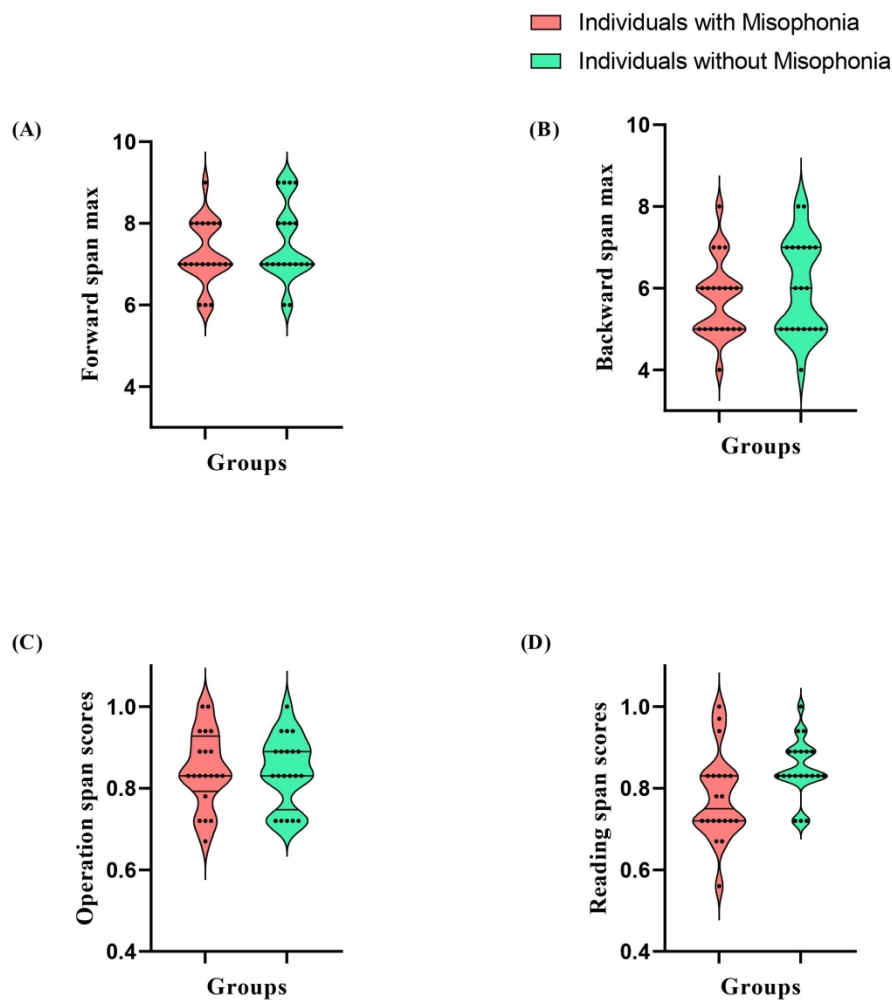 Individuals with Misophonia
Individuals without Misophonia
(A)
Forward span max
10
8
6
4
Groups
(B)
Backward span max
10
8
6
4
Groups
(C)
Operation span scores
1.0
0.8
0.6
0.4
Groups
(D)
Reading span scores
1.0
0.8
0.6
0.4
Groups